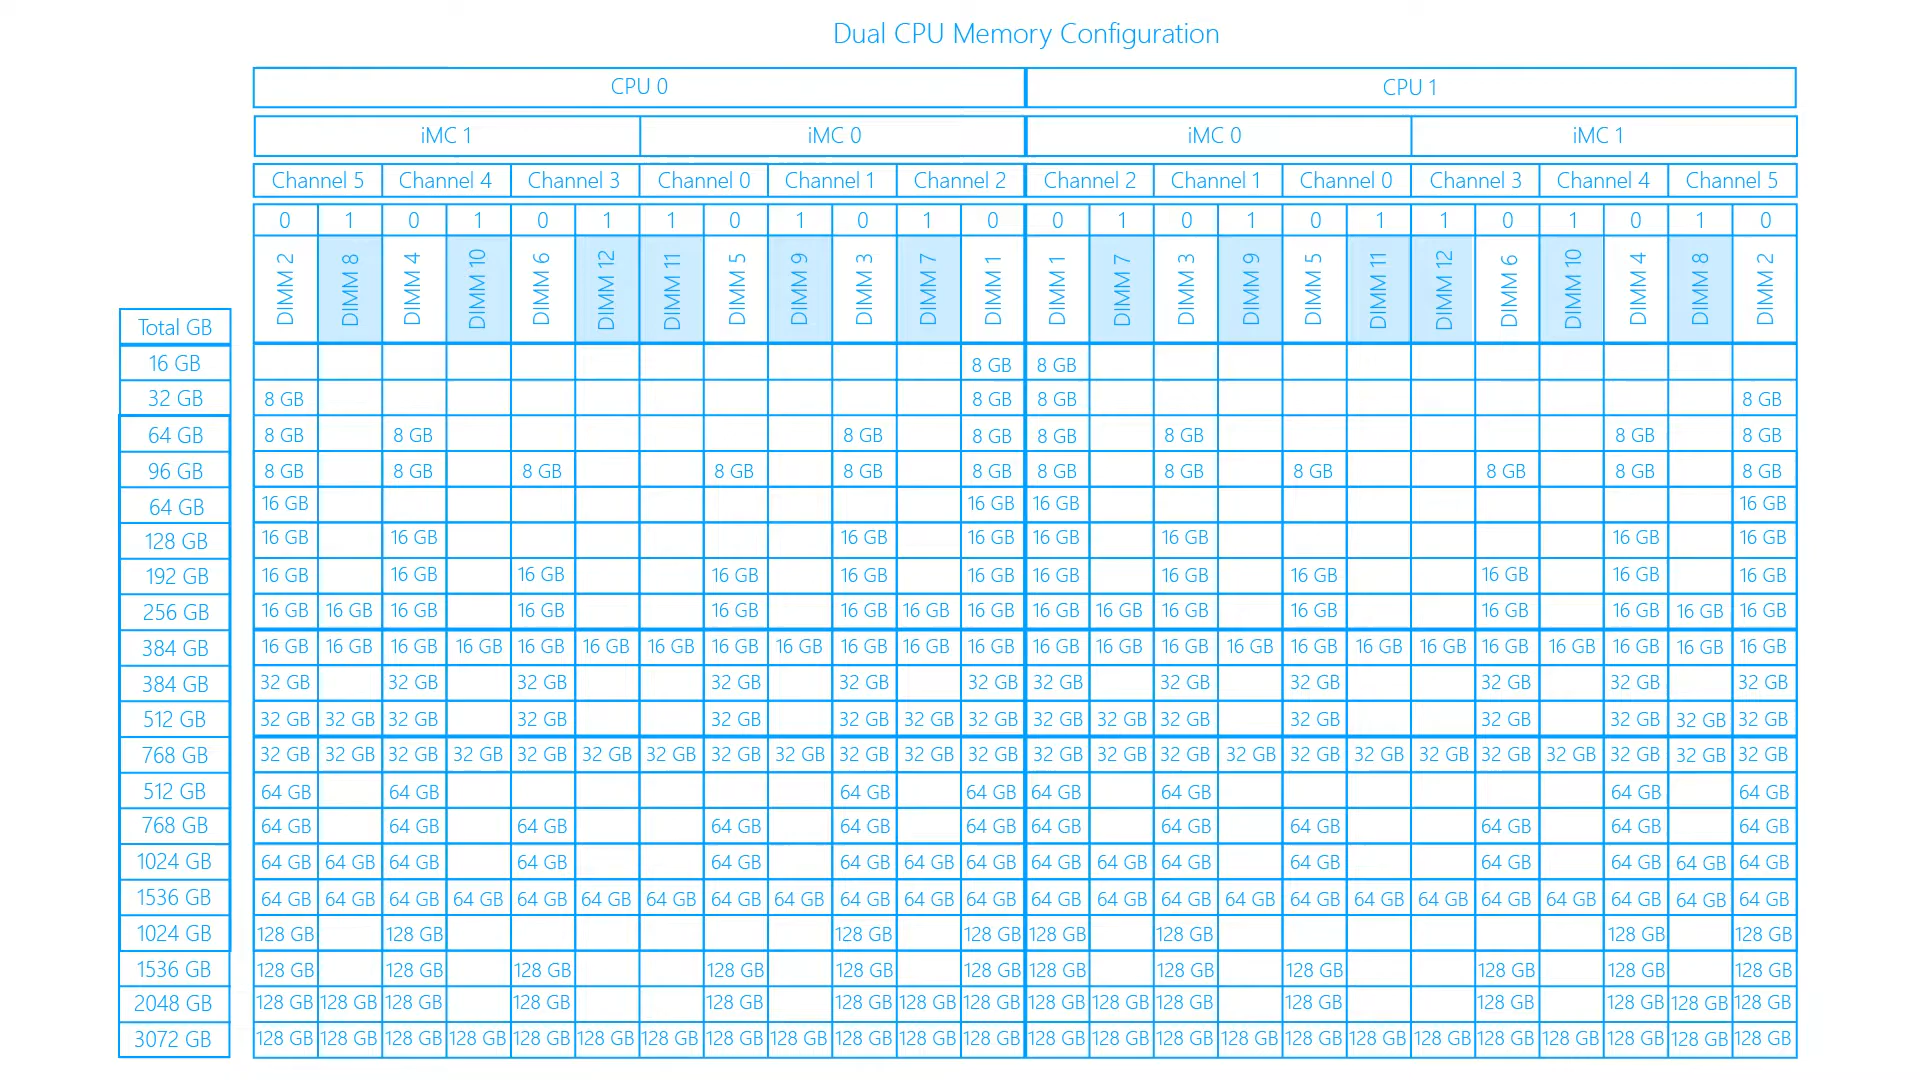 Dual CPU Memory Configuration
CPU 0 CPU 1
iMC 1 iMC 0 iMC 0 iMC 1
Channel 5 Channel 4 Channel 3 Channel 0 Channel 1 Channel 2 Channel 2 Channel 1 Channel 0 Channel 3 Channel 4 Channel 5
0 1 0 1 0 1 1 0 1 0 1 0 0 1 0 1 0 1 1 0 1 0 1 0
DIMM 2 DIMM 8 DIMM 4 DIMM 10 DIMM 6 DIMM 12 DIMM 11 DIMM 5 DIMM 9 DIMM 3 DIMM 7 DIMM 1 DIMM 1 DIMM 7 DIMM 3 DIMM 9 DIMM 5 DIMM 11 DIMM 12 DIMM 6 DIMM 10 DIMM 4 DIMM 8 DIMM 2
Total GB
16 GB 8 GB 8 GB
32 GB 8 GB 8 GB 8 GB 8 GB
64 GB 8 GB 8 GB 8 GB 8 GB 8 GB 8 GB 8 GB 8 GB
96 GB 8 GB 8 GB 8 GB 8 GB 8 GB 8 GB 8 GB 8 GB 8 GB 8 GB 8 GB 8 GB
64 GB 16 GB 16 GB 16 GB 16 GB
128 GB 16 GB 16 GB 16 GB 16 GB 16 GB 16 GB 16 GB 16 GB
192 GB 16 GB 16 GB 16 GB 16 GB 16 GB 16 GB 16 GB 16 GB 16 GB 16 GB 16 GB 16 GB
256 GB 16 GB 16 GB 16 GB 16 GB 16 GB 16 GB 16 GB 16 GB 16 GB 16 GB 16 GB 16 GB 16 GB 16 GB 16 GB 16 GB
384 GB 16 GB 16 GB 16 GB 16 GB 16 GB 16 GB 16 GB 16 GB 16 GB 16 GB 16 GB 16 GB 16 GB 16 GB 16 GB 16 GB 16 GB 16 GB 16 GB 16 GB 16 GB 16 GB 16 GB 16 GB
384 GB 32 GB 32 GB 32 GB 32 GB 32 GB 32 GB 32 GB 32 GB 32 GB 32 GB 32 GB 32 GB
512 GB 32 GB 32 GB 32 GB 32 GB 32 GB 32 GB 32 GB 32 GB 32 GB 32 GB 32 GB 32 GB 32 GB 32 GB 32 GB 32 GB
768 GB 32 GB 32 GB 32 GB 32 GB 32 GB 32 GB 32 GB 32 GB 32 GB 32 GB 32 GB 32 GB 32 GB 32 GB 32 GB 32 GB 32 GB 32 GB 32 GB 32 GB 32 GB 32 GB 32 GB 32 GB
512 GB 64 GB 64 GB 64 GB 64 GB 64 GB 64 GB 64 GB 64 GB
768 GB 64 GB 64 GB 64 GB 64 GB 64 GB 64 GB 64 GB 64 GB 64 GB 64 GB 64 GB 64 GB
1024 GB 64 GB 64 GB 64 GB 64 GB 64 GB 64 GB 64 GB 64 GB 64 GB 64 GB 64 GB 64 GB 64 GB 64 GB 64 GB 64 GB
1536 GB 64 GB 64 GB 64 GB 64 GB 64 GB 64 GB 64 GB 64 GB 64 GB 64 GB 64 GB 64 GB 64 GB 64 GB 64 GB 64 GB 64 GB 64 GB 64 GB 64 GB 64 GB 64 GB 64 GB 64 GB
1024 GB 128 GB 128 GB 128 GB 128 GB 128 GB 128 GB 128 GB 128 GB
1536 GB 128 GB 128 GB 128 GB 128 GB 128 GB 128 GB 128 GB 128 GB 128 GB 128 GB 128 GB 128 GB
2048 GB 128 GB 128 GB 128 GB 128 GB 128 GB 128 GB 128 GB 128 GB 128 GB 128 GB 128 GB 128 GB 128 GB 128 GB 128 GB 128 GB
3072 GB 128 GB 128 GB 128 GB 128 GB 128 GB 128 GB 128 GB 128 GB 128 GB 128 GB 128 GB 128 GB 128 GB 128 GB 128 GB 128 GB 128 GB 128 GB 128 GB 128 GB 128 GB 128 GB 128 GB 128 GB